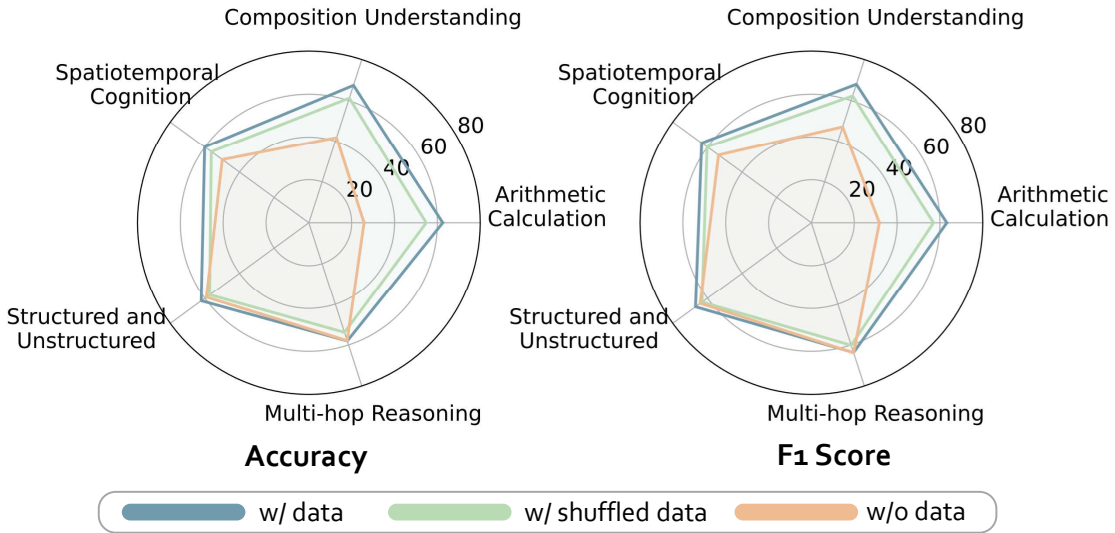 Composition Understanding
Spatiotemporal
Cognition
80
60
40
20
Arithmetic
Calculation
Structured and
Unstructured
Multi-hop Reasoning
Accuracy
Composition Understanding
Spatiotemporal
Cognition
80
60
40
20
Arithmetic
Calculation
Structured and
Unstructured
Multi-hop Reasoning
F1 Score
w/ data
w/ shuffled data
w/o data